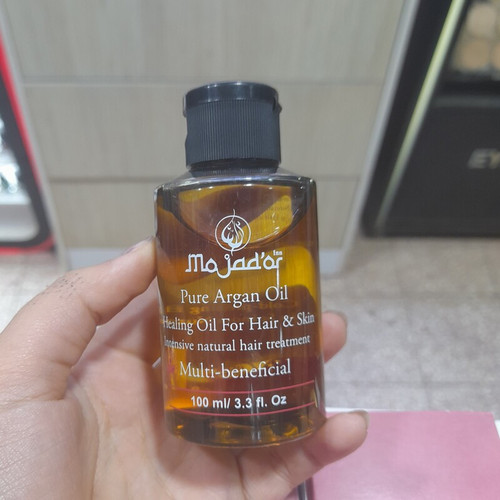 Mojad'or
Pure Argan Oil
Healing Oil For Hair & Skin
Intensive natural hair treatment
Multi-beneficial
100 ml/ 3.3 fl. Oz
EY